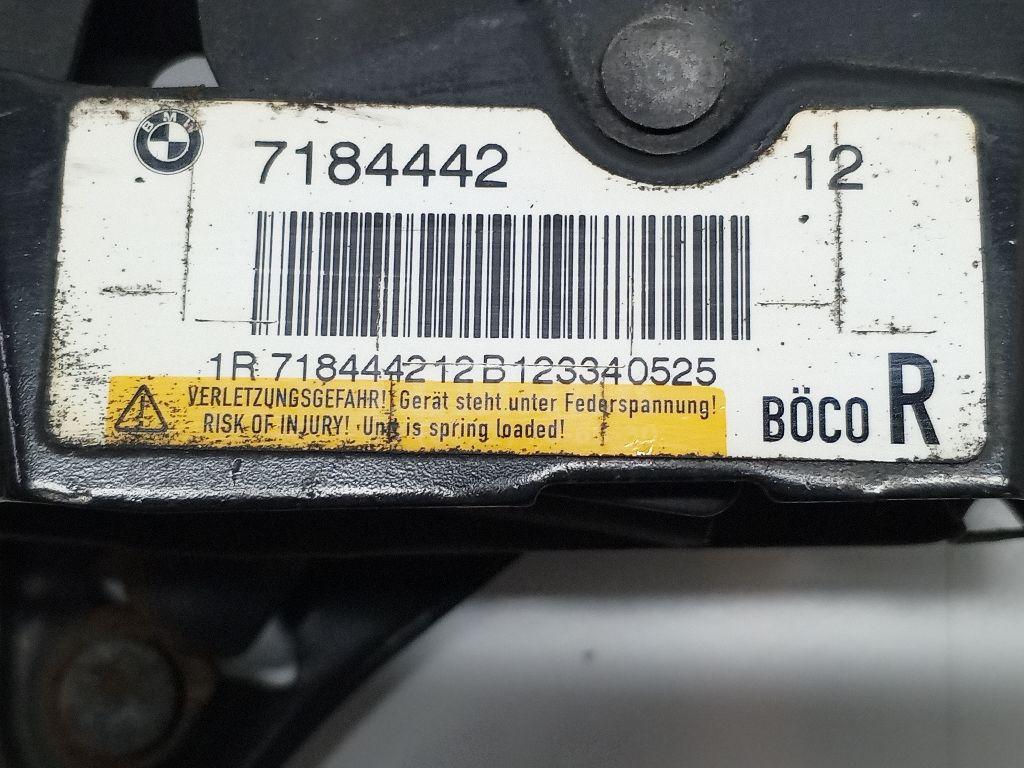 BMW
7184442 12
1R 718444212B123340525
VERLETZUNGSGEFAHR! Gerät steht unter Federspannung!
RISK OF INJURY! Unit is spring loaded!
BÖCO R